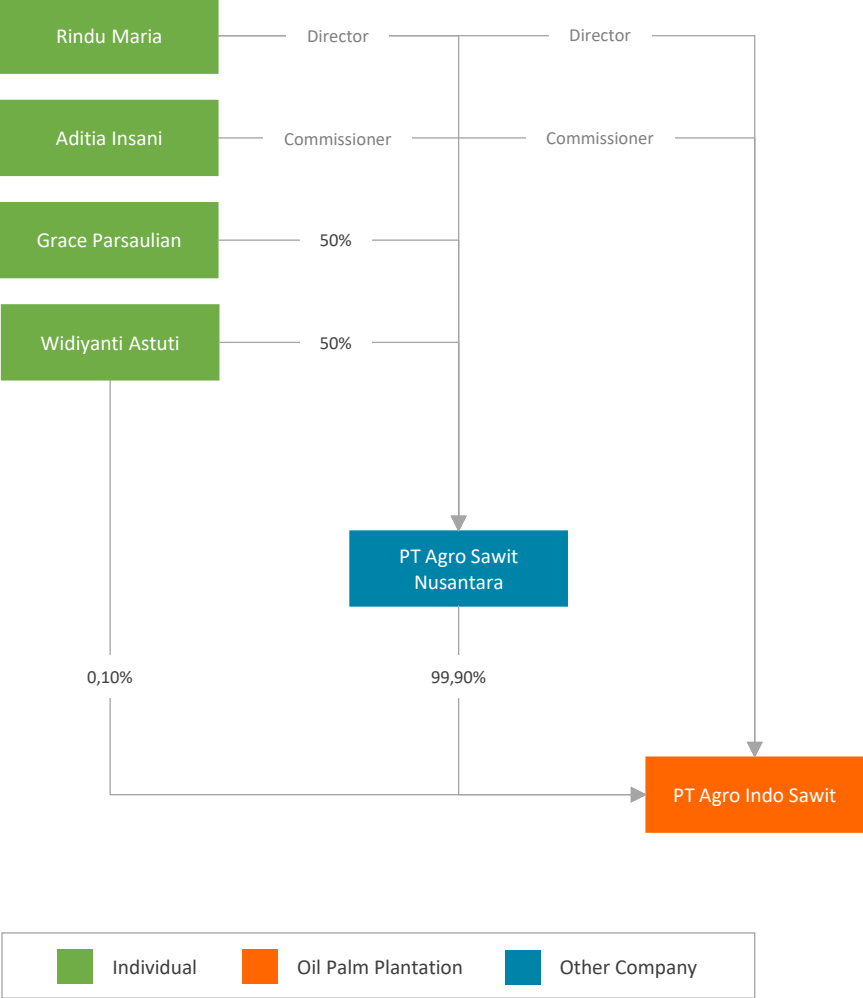 Rindu Maria
Director
Director
Aditia Insani
Commissioner
Commissioner
Grace Parsaulian
50%
Widiyanti Astuti
50%
PT Agro Sawit
Nusantara
0,10%
99,90%
PT Agro Indo Sawit
Individual
Oil Palm Plantation
Other Company